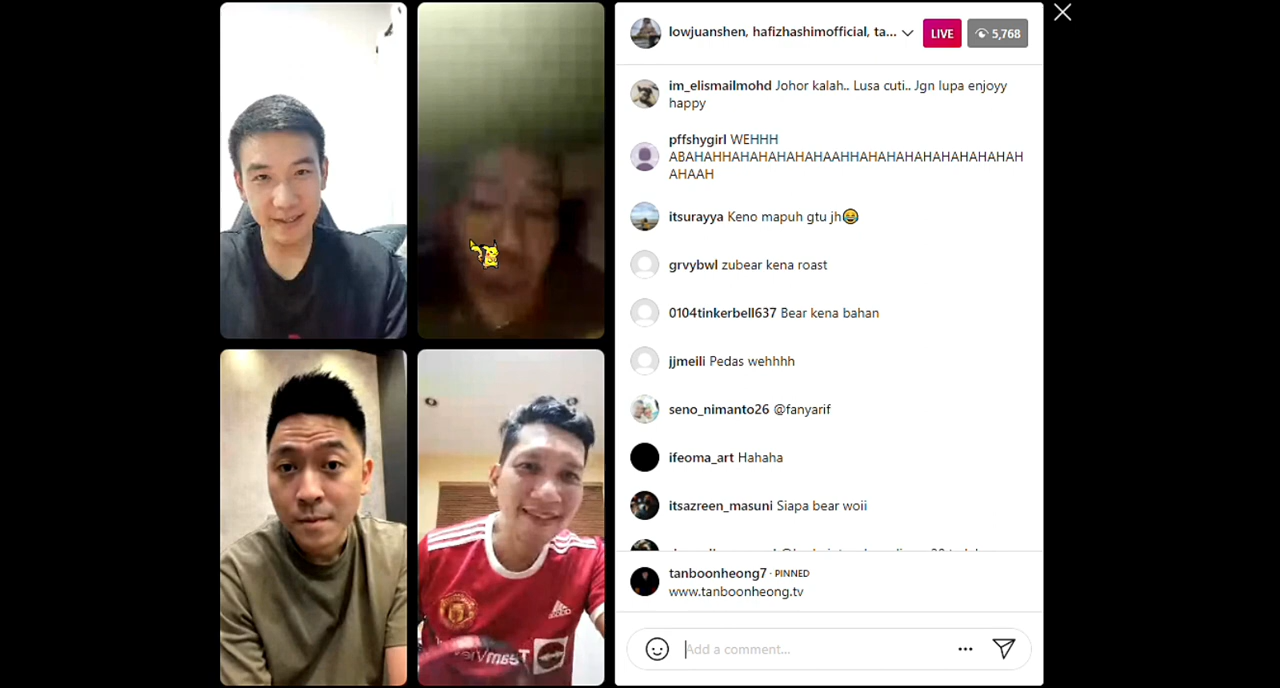 lowjuanshen, hafizhashimofficial, ta...
LIVE
5,768
im_elismailmohd Johor kalah.. Lusa cuti.. Jgn lupa enjoyy
happy
pffshygirl WEHHH
ABAHAHHAHAHAHAHAHAAHHAHAHAHAHAHAHAHAHAH
AHAAH
itsurayya Keno mapuh gtu jh😂
grvybwl zubear kena roast
0104tinkerbell637 Bear kena bahan
jjmeili Pedas wehhhh
seno_nimanto26 @fanyarif
ifeoma_art Hahaha
itsazreen_masuni Siapa bear woii
tanboonheong7 · PINNED
www.tanboonheong.tv
Add a comment...
TeamViewer